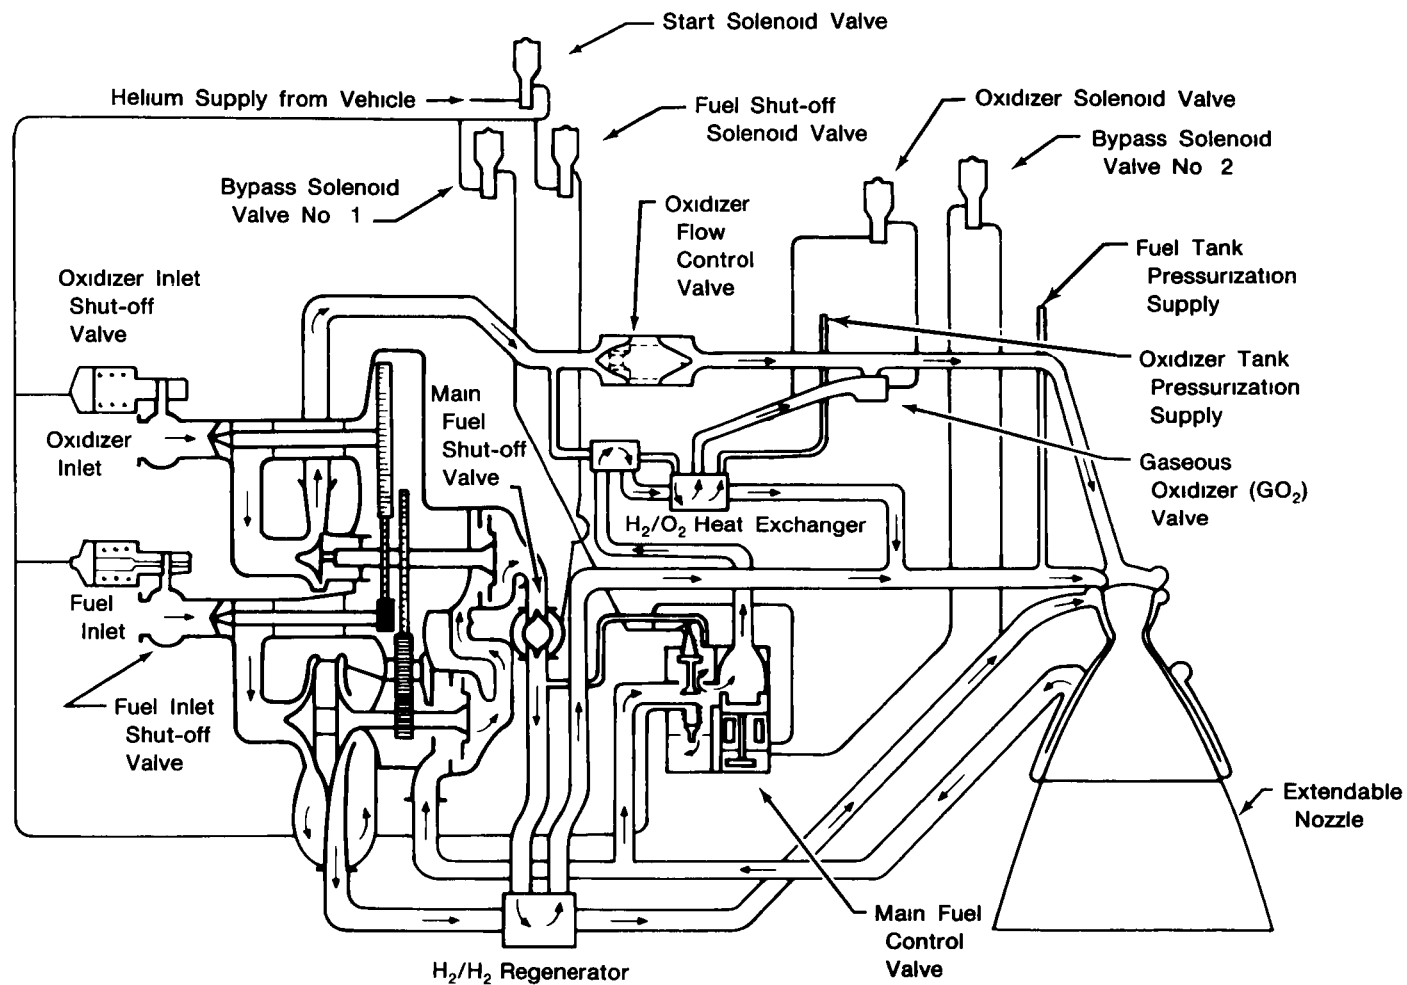 Start Solenoid Valve
Helium Supply from Vehicle
Fuel Shut-off
Solenoid Valve
Oxidizer Solenoid Valve
Bypass Solenoid
Valve No 2
Bypass Solenoid
Valve No 1
Oxidizer
Flow
Control
Valve
Fuel Tank
Pressurization
Supply
Oxidizer Inlet
Shut-off
Valve
Oxidizer Tank
Pressurization
Supply
Main
Fuel
Shut-off
Valve
Oxidizer
Inlet
Gaseous
Oxidizer (GO₂)
Valve
H₂/O₂ Heat Exchanger
Fuel
Inlet
Fuel Inlet
Shut-off
Valve
Extendable
Nozzle
Main Fuel
Control
Valve
H₂/H₂ Regenerator